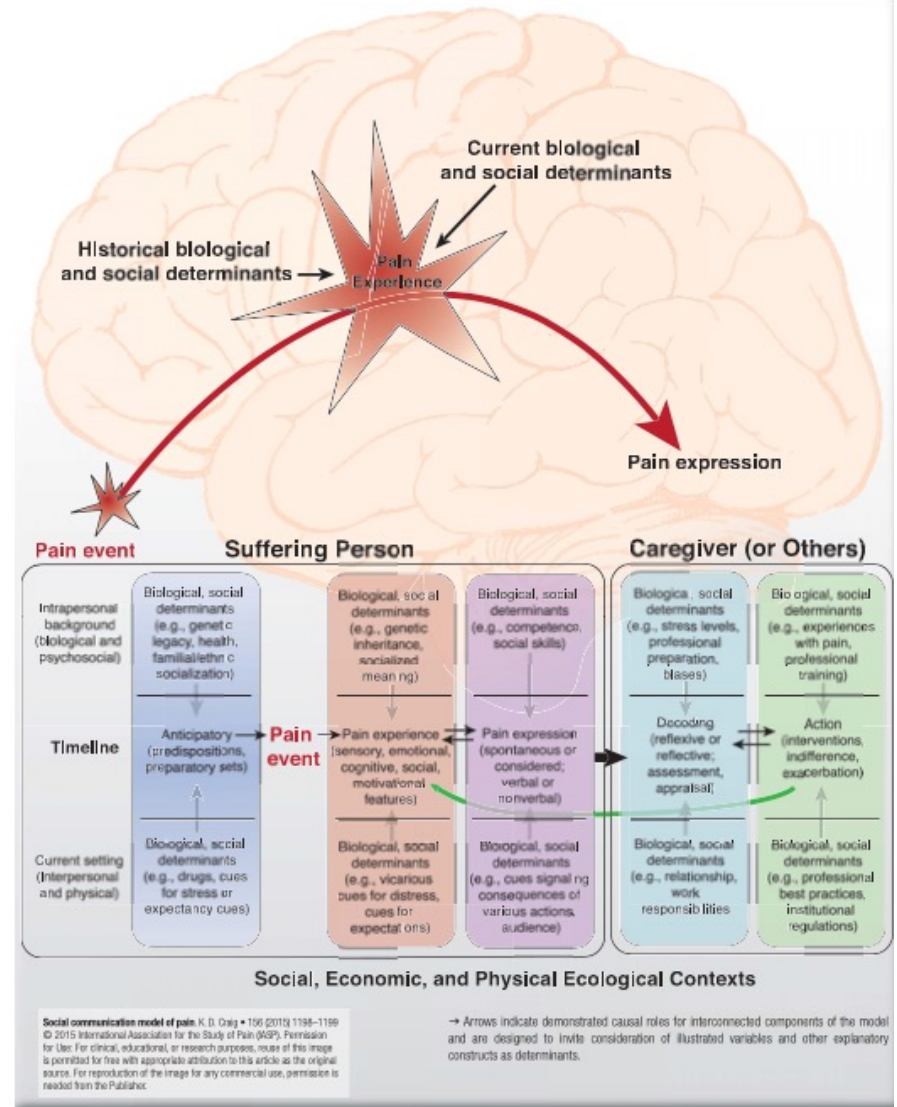 Current biological
and social determinants
Historical biological
and social determinants
Pain
Experience
Pain expression
Pain event
Suffering Person
Caregiver (or Others)
Intrapersonal
background
(biological and
psychosocial)
Biological, social
determinants
(e.g., genetic
legacy, health,
familial/ethnic
socialization)
Biological, social
determinants
(e.g., genetic
inheritance,
socialized
meaning)
Biological, social
determinants
(e.g., competence,
social skills)
Biological, social
determinants
(e.g., stress levels,
professional
preparation,
biases)
Biological, social
determinants
(e.g., experiences
with pain,
professional
training)
Timeline
Anticipatory
(predispositions,
preparatory sets)
Pain
event
Pain experience
(sensory, emotional,
cognitive, social,
motivational
features)
Pain expression
(spontaneous or
considered;
verbal or
nonverbal)
Decoding
(reflexive or
reflective;
assessment,
appraisal)
Action
(interventions,
indifference,
exacerbation)
Current setting
(Interpersonal
and physical)
Biological, social
determinants
(e.g., drugs, cues
for stress or
expectancy cues)
Biological, social
determinants
(e.g., vicarious
cues for distress,
cues for
expectations)
Biological, social
determinants
(e.g., cues signaling
consequences of
various actions,
audience)
Biological, social
determinants
(e.g., relationship,
work
responsibilities
Biological, social
determinants
(e.g., professional
best practices,
institutional
regulations)
Social, Economic, and Physical Ecological Contexts
Social communication model of pain. K. D. Craig • 156 (2015) 1198–1199
© 2015 International Association for the Study of Pain (IASP). Permission
for Use: For clinical, educational, or research purposes, reuse of this image
is permitted for free with appropriate attribution to this article as the original
source. For reproduction of the image for any commercial use, permission is
needed from the Publisher.
→ Arrows indicate demonstrated causal roles for interconnected components of the model
and are designed to invite consideration of illustrated variables and other explanatory
constructs as determinants.